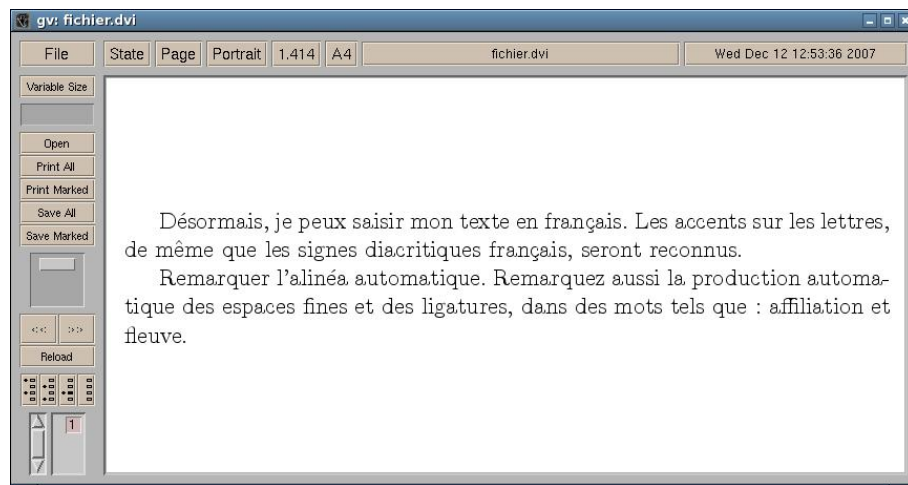 gv: fichier.dvi
File State Page Portrait 1.414 A4 fichier.dvi Wed Dec 12 12:53:36 2007
Variable Size
Open
Print All
Print Marked
Save All
Save Marked
<< >>
Reload
1
Désormais, je peux saisir mon texte en français. Les accents sur les lettres,
de même que les signes diacritiques français, seront reconnus.
Remarquer l'alinéa automatique. Remarquez aussi la production automa-
tique des espaces fines et des ligatures, dans des mots tels que : affiliation et
fleuve.